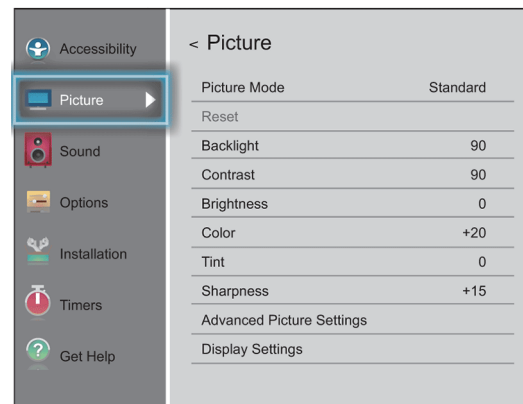 Accessibility
Picture
Sound
Options
Installation
Timers
Get Help
< Picture
Picture Mode Standard
Reset
Backlight 90
Contrast 90
Brightness 0
Color +20
Tint 0
Sharpness +15
Advanced Picture Settings
Display Settings